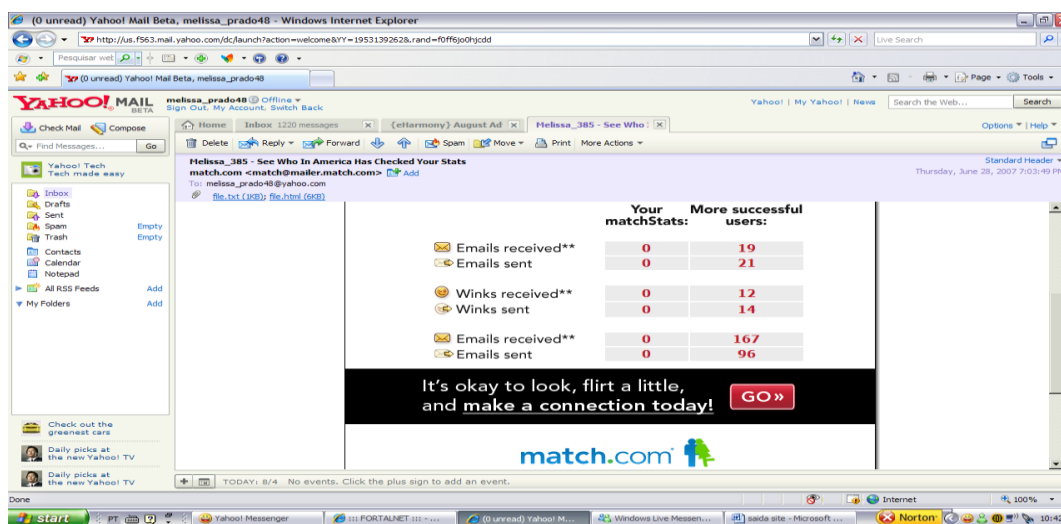 (0 unread) Yahoo! Mail Beta, melissa_prado48 - Windows Internet Explorer
http://us.f563.mail.yahoo.com/dc/launch?action=welcome&YY=1953139262&.rand=f0ff6jo0hjcdd
Live Search
Pesquisar web
(0 unread) Yahoo! Mail Beta, melissa_prado48
Page
Tools
YAHOO! MAIL
BETA
melissa_prado48 Offline
Sign Out, My Account, Switch Back
Yahoo! | My Yahoo! | News
Search the Web...
Search
Check Mail
Compose
Home
Inbox 1220 messages
{eHarmony} August Ad
Melissa_385 - See Who I
Options | Help
Find Messages...
Go
Delete
Reply
Forward
Spam
Move
Print
More Actions
Yahoo! Tech
Tech made easy
Melissa_385 - See Who In America Has Checked Your Stats
Standard Header
match.com <match@mailer.match.com> Add
Thursday, June 28, 2007 7:03:49 PM
To: melissa_prado48@yahoo.com
file.txt (1KB); file.html (6KB)
Inbox
Drafts
Sent
Spam Empty
Trash Empty
Contacts
Calendar
Notepad
All RSS Feeds Add
My Folders Add
Your matchStats:
More successful users:
Emails received** 0 19
Emails sent 0 21
Winks received** 0 12
Winks sent 0 14
Emails received** 0 167
Emails sent 0 96
It's okay to look, flirt a little,
and make a connection today!
GO»
match.com
Check out the
greenest cars
Daily picks at
the new Yahoo! TV
Daily picks at
the new Yahoo! TV
TODAY: 8/4 No events. Click the plus sign to add an event.
Done
Internet
100%
start
PT
Yahoo! Messenger
::: FORTALNET ::: - ...
(0 unread) Yahoo! M...
Windows Live Messen...
saida site - Microsoft ...
Norton